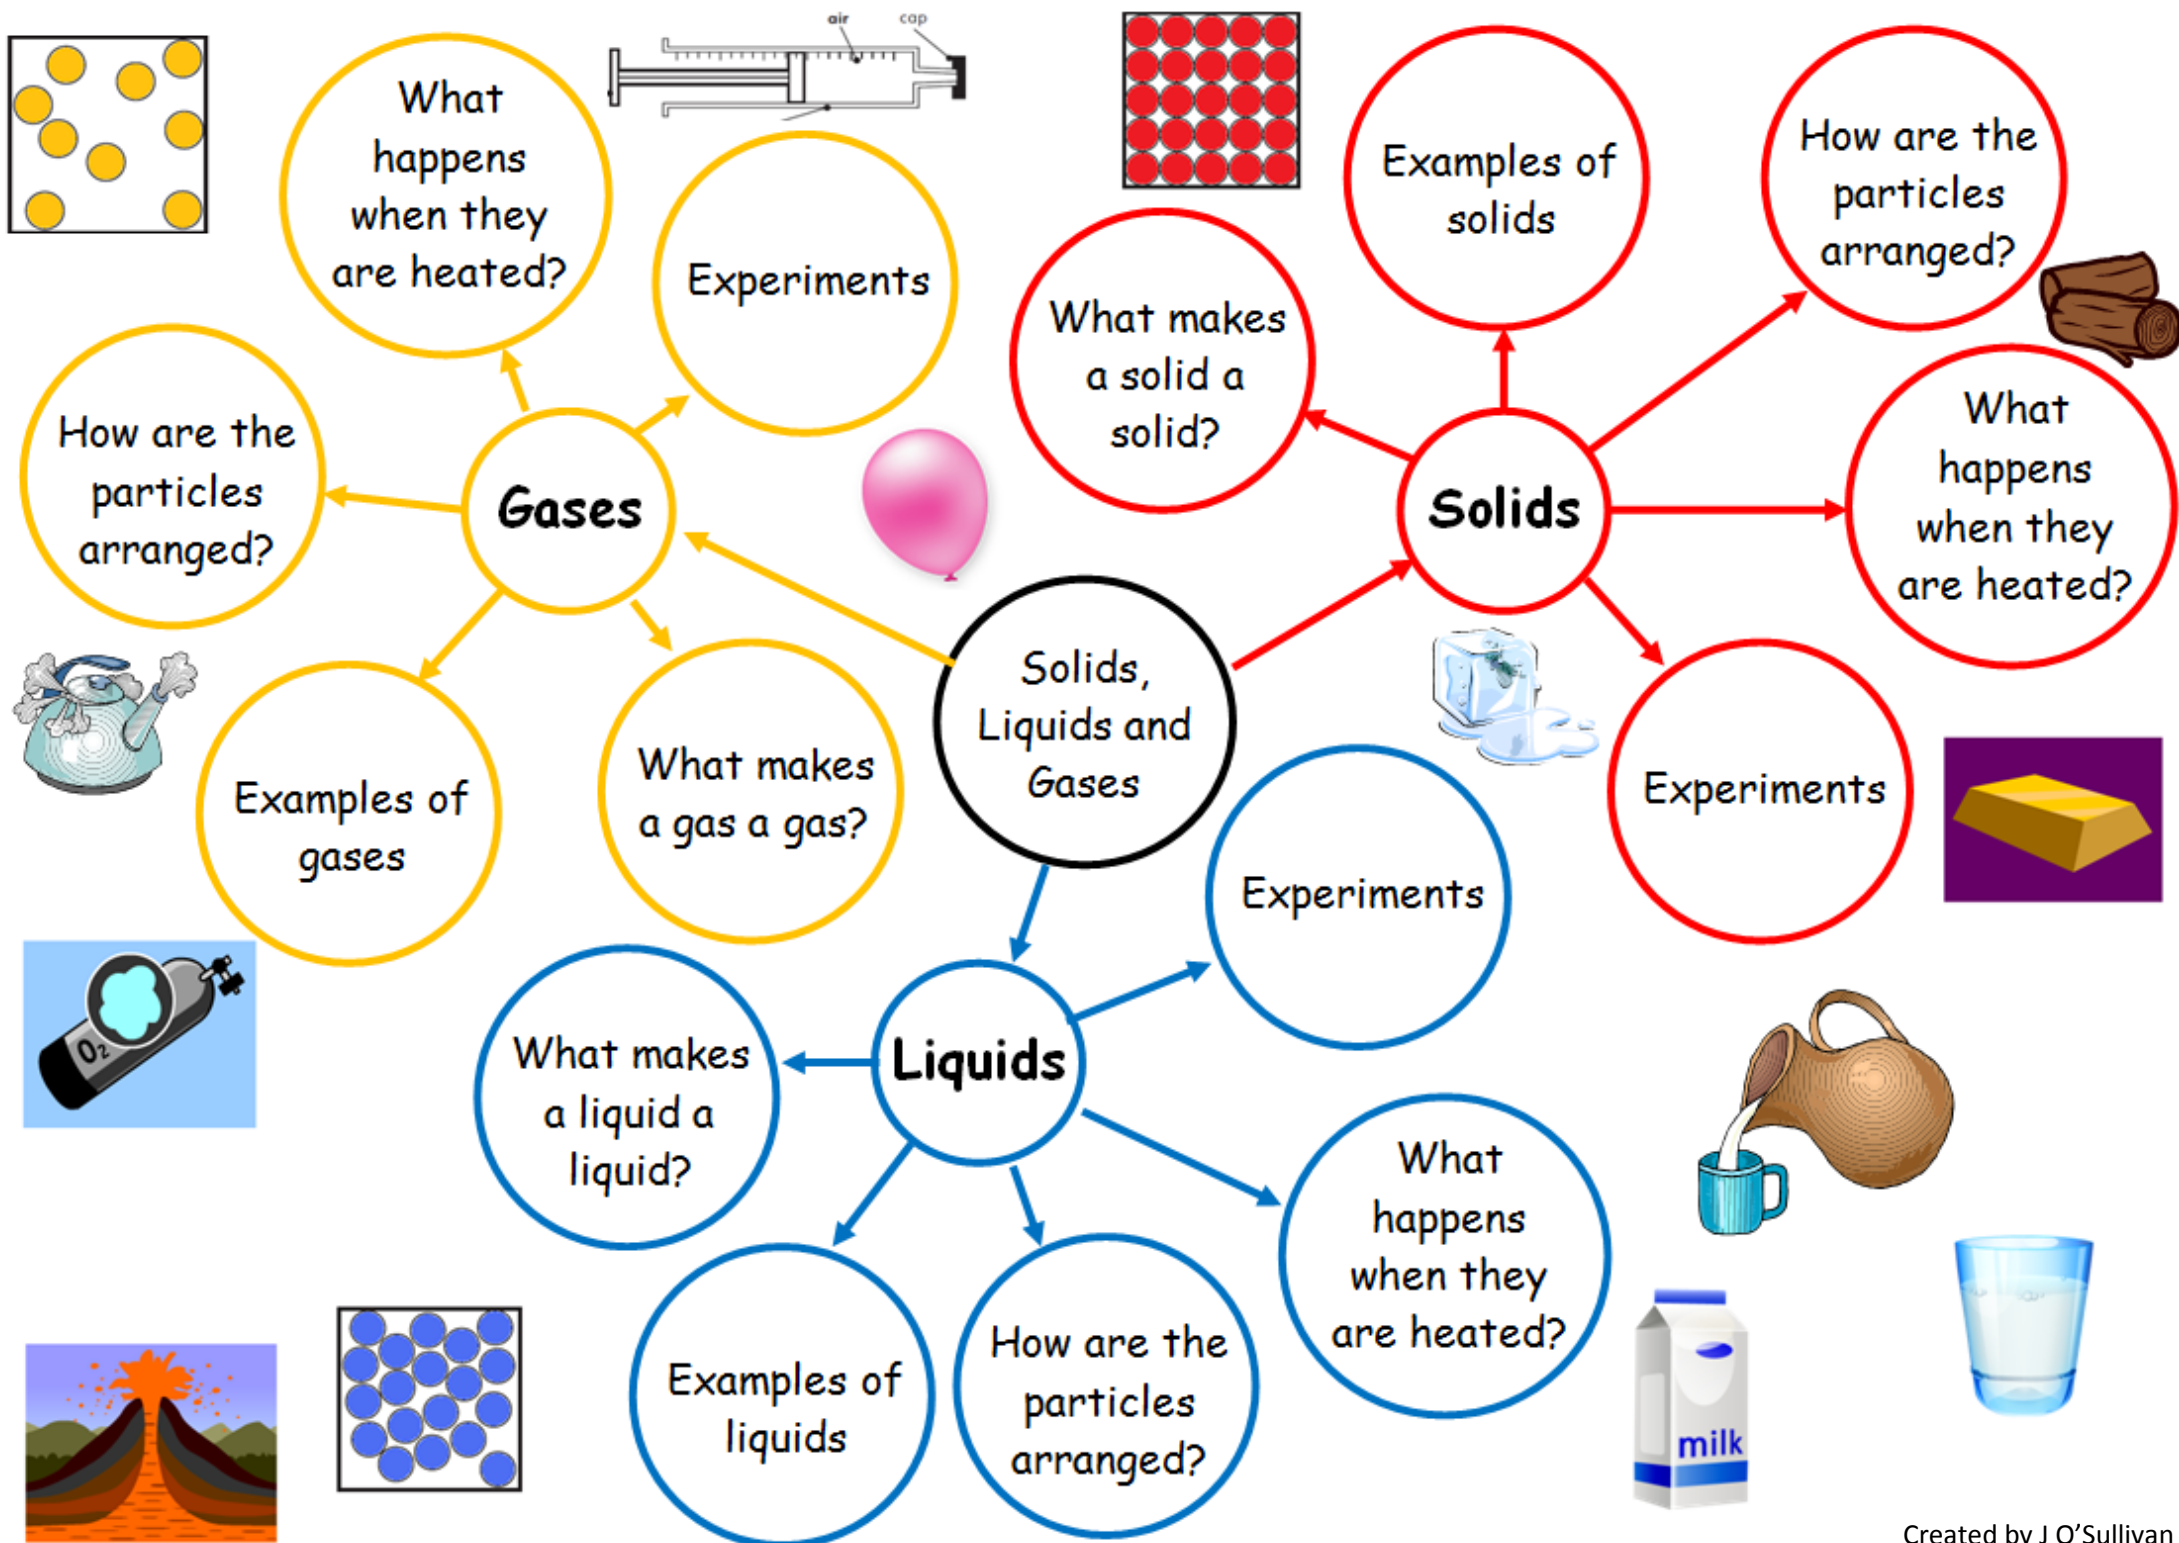 air
cap
What
happens
when they
are heated?
Experiments
How are the
particles
arranged?
Gases
Examples of
gases
What makes
a gas a gas?
Examples of
solids
How are the
particles
arranged?
What makes
a solid a
solid?
Solids
What
happens
when they
are heated?
Experiments
Solids,
Liquids and
Gases
Experiments
Liquids
What makes
a liquid a
liquid?
Examples of
liquids
How are the
particles
arranged?
What
happens
when they
are heated?
O₂
milk
Created by J O'Sullivan